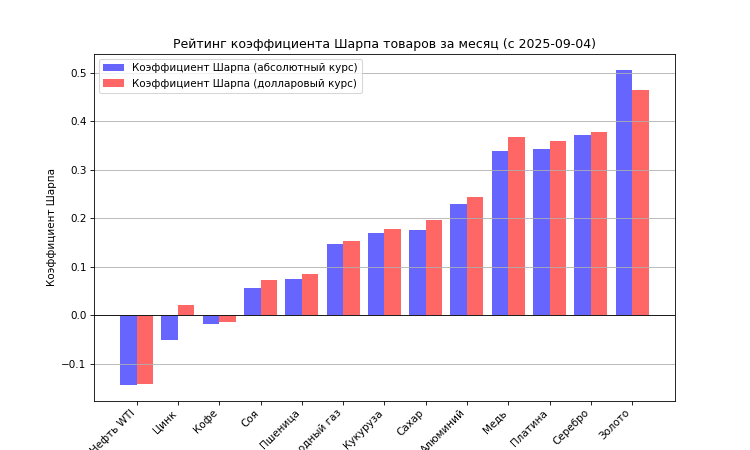 Рейтинг коэффициента Шарпа товаров за месяц (с 2025-09-04)
Коэффициент Шарпа (абсолютный курс)
Коэффициент Шарпа (долларовый курс)
Коэффициент Шарпа
0.5
0.4
0.3
0.2
0.1
0.0
−0.1
Нефть WTI
Цинк
Кофе
Соя
Пшеница
газ
Кукуруза
Сахар
Алюминий
Медь
Платина
Серебро
Золото